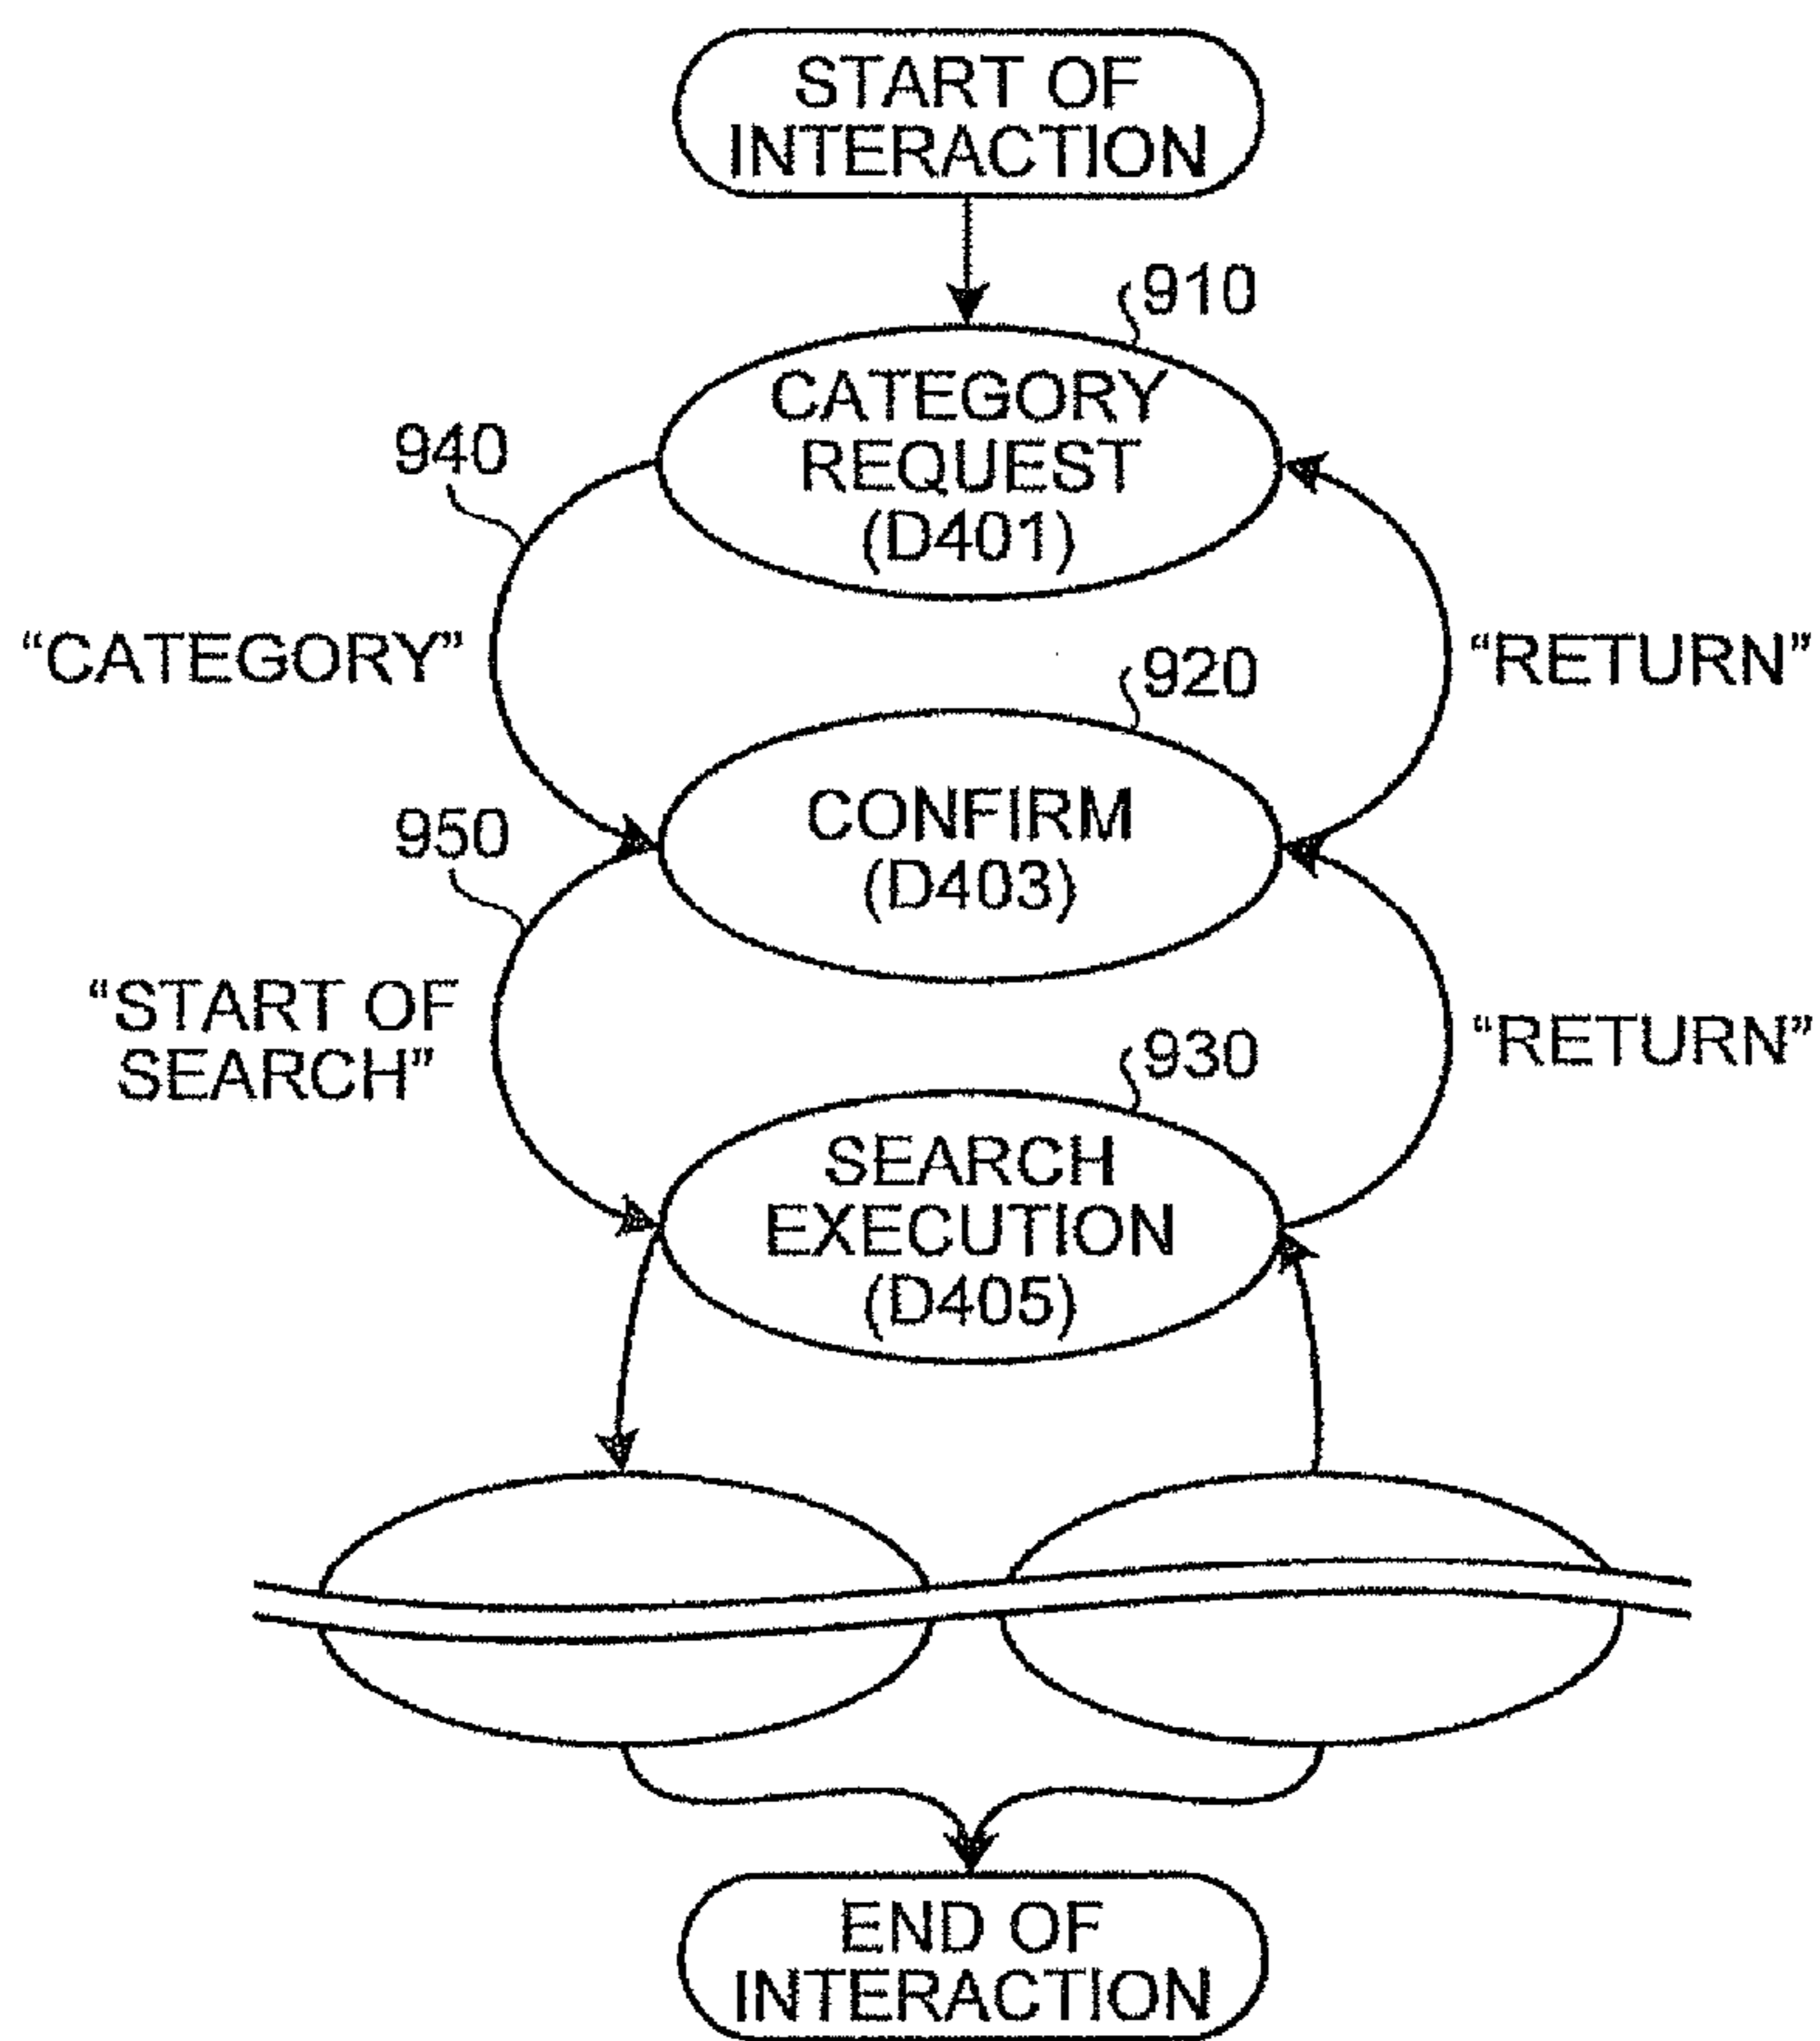 START OF
INTERACTION
910
CATEGORY
REQUEST
(D401)
940
“CATEGORY”
“RETURN”
920
CONFIRM
(D403)
950
“START OF
SEARCH”
“RETURN”
930
SEARCH
EXECUTION
(D405)
END OF
INTERACTION